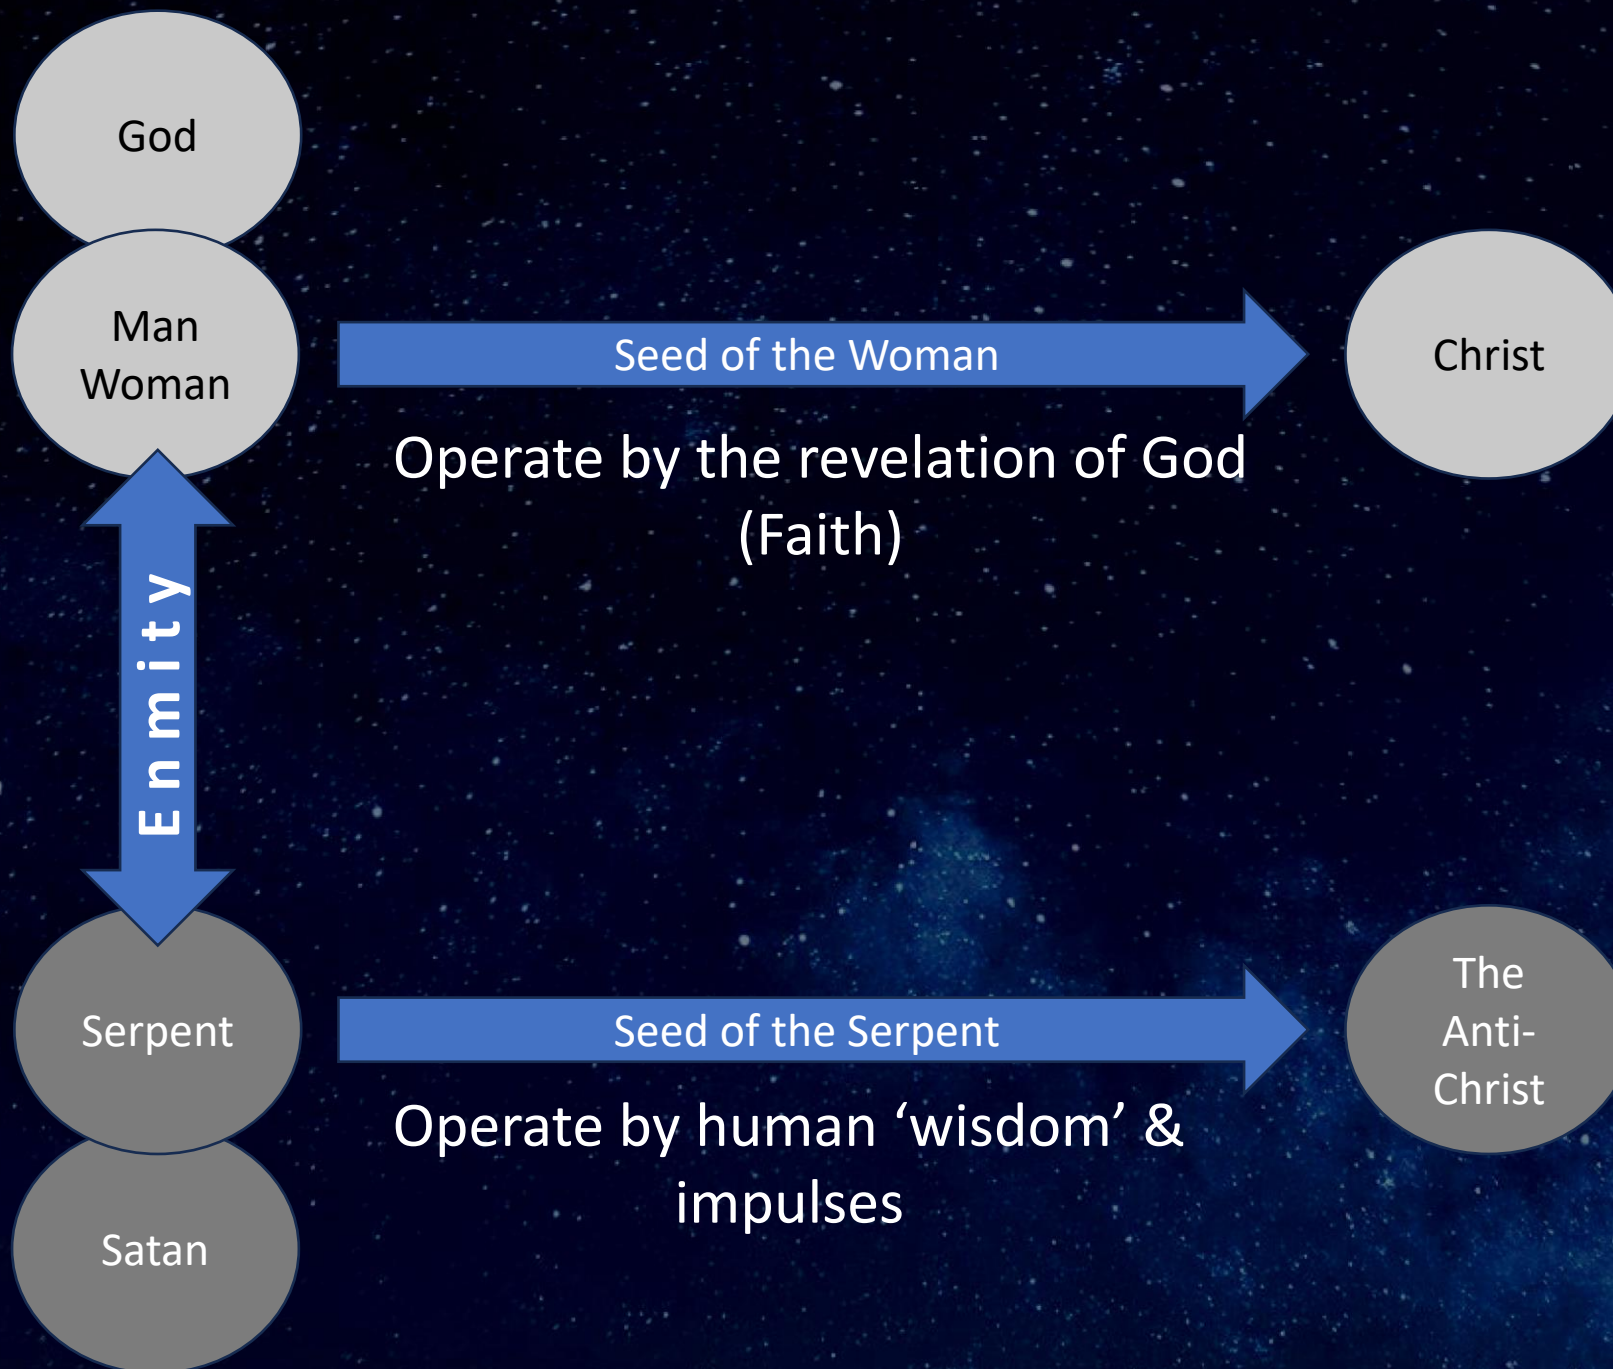 God
Man
Woman
Seed of the Woman
Christ
Operate by the revelation of God
(Faith)
Enmity
Serpent
Seed of the Serpent
The
Anti-
Christ
Operate by human ‘wisdom’ &
impulses
Satan